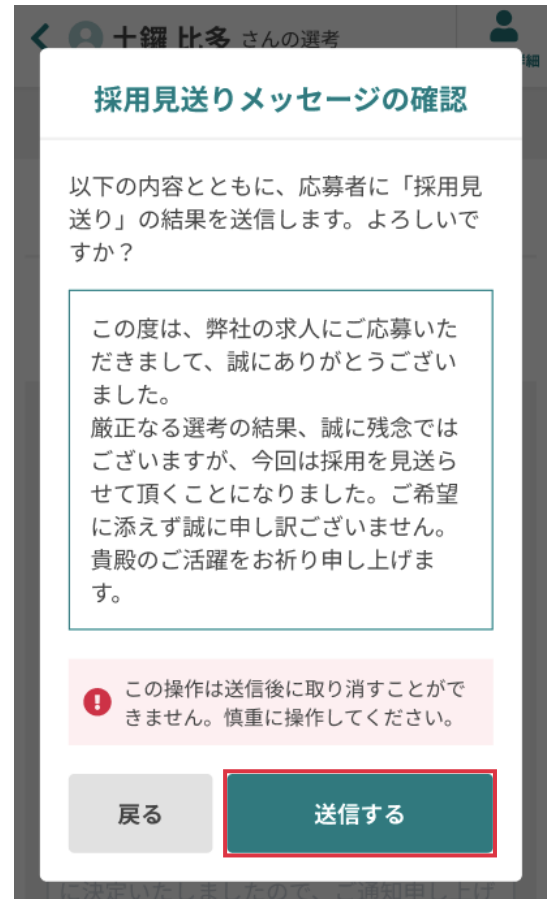 土鑼 比多 さんの選考
細
採用見送りメッセージの確認
以下の内容とともに、応募者に「採用見
送り」の結果を送信します。よろしいで
すか？
この度は、弊社の求人にご応募いた
だきまして、誠にありがとうござい
ました。
厳正なる選考の結果、誠に残念では
ございますが、今回は採用を見送ら
せて頂くことになりました。ご希望
に添えず誠に申し訳ございません。
貴殿のご活躍をお祈り申し上げま
す。
この操作は送信後に取り消すことがで
きません。慎重に操作してください。
戻る
送信する
に決定いたしましたので、ご通知申し上げ